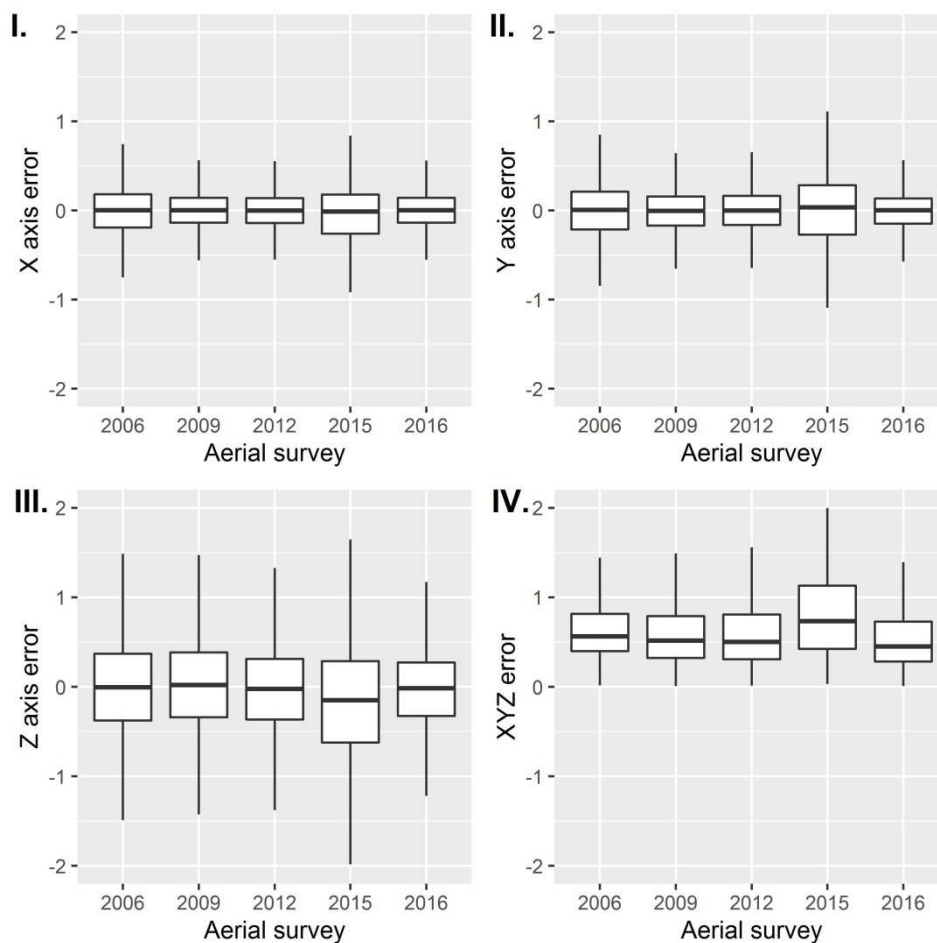 I.
X axis error
2
1
0
-1
-2
2006 2009 2012 2015 2016
Aerial survey
II.
Y axis error
2
1
0
-1
-2
2006 2009 2012 2015 2016
Aerial survey
III.
Z axis error
2
1
0
-1
-2
2006 2009 2012 2015 2016
Aerial survey
IV.
XYZ error
2
1
0
-1
-2
2006 2009 2012 2015 2016
Aerial survey